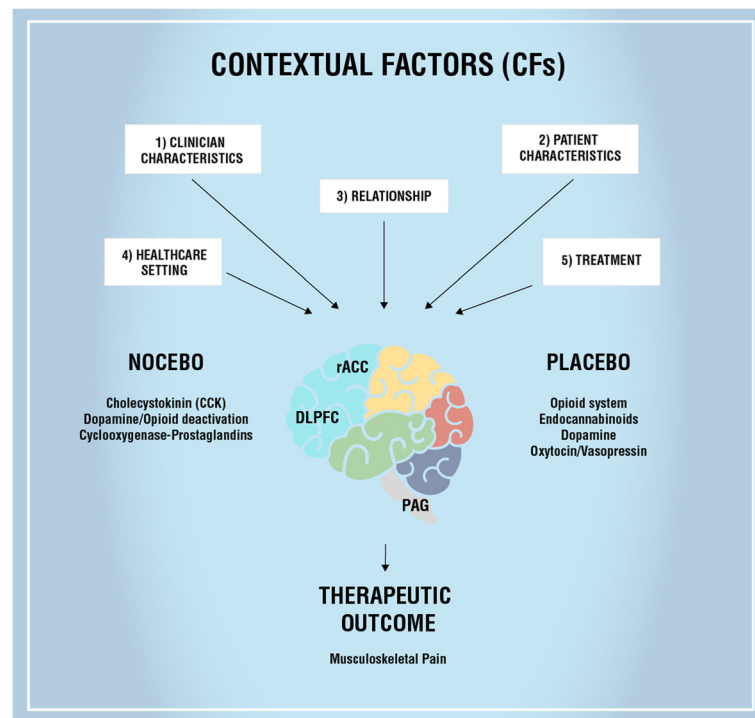 CONTEXTUAL FACTORS (CFs)
1) CLINICIAN
CHARACTERISTICS
2) PATIENT
CHARACTERISTICS
3) RELATIONSHIP
4) HEALTHCARE
SETTING
5) TREATMENT
NOCEBO
Cholecystokinin (CCK)
Dopamine/Opioid deactivation
Cyclooxygenase-Prostaglandins
rACC
DLPFC
PAG
PLACEBO
Opioid system
Endocannabinoids
Dopamine
Oxytocin/Vasopressin
THERAPEUTIC
OUTCOME
Musculoskeletal Pain